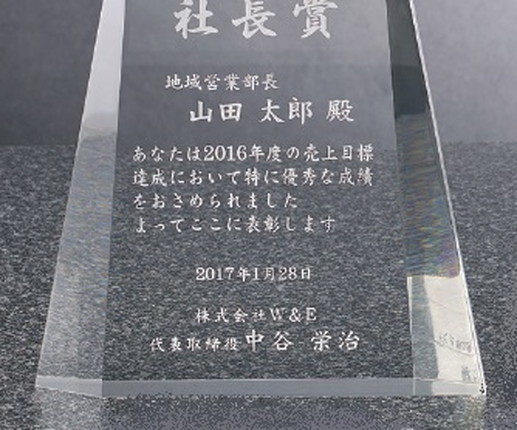 社長賞
地域営業部長
山田 太郎 殿
あなたは2016年度の売上目標
達成において特に優秀な成績
をおさめられました
よってここに表彰します
2017年1月28日
株式会社W&E
代表取締役 中谷 栄治